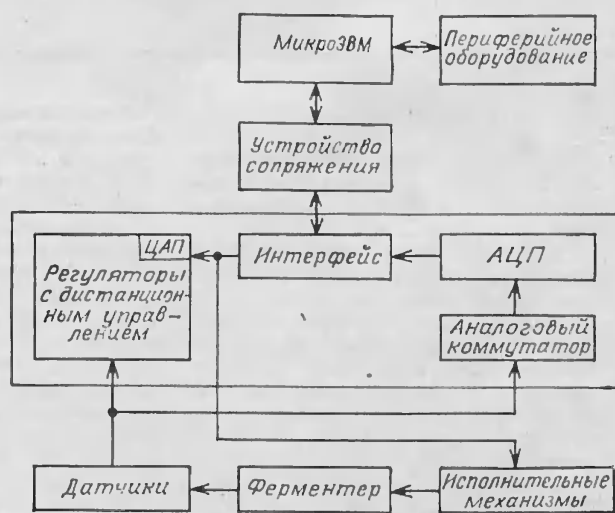 МикроЭВМ
Периферийное
оборудование
Устройство
сопряжения
ЦАП
Регуляторы
с дистанцион-
ным управ-
лением
Интерфейс
АЦП
Аналоговый
коммутатор
Датчики
Ферментер
Исполнительные
механизмы